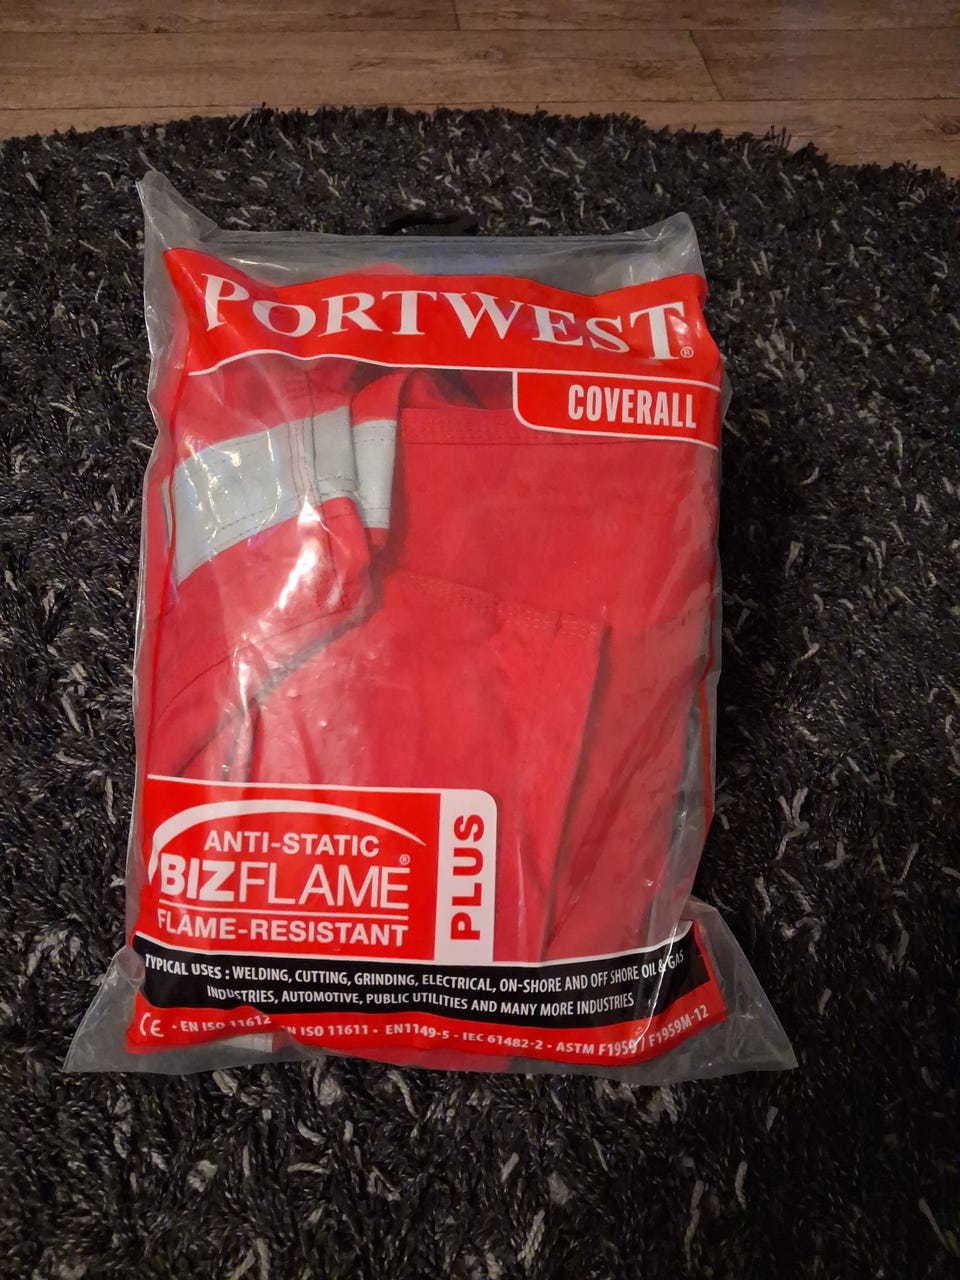 PORTWEST®
COVERALL
ANTI-STATIC
BIZFLAME®
FLAME-RESISTANT
PLUS
TYPICAL USES : WELDING, CUTTING, GRINDING, ELECTRICAL, ON-SHORE AND OFF SHORE OIL & GAS
INDUSTRIES, AUTOMOTIVE, PUBLIC UTILITIES AND MANY MORE INDUSTRIES
CE - EN ISO 11612 EN ISO 11611 - EN1149-5 - IEC 61482-2 - ASTM F1959 / F1959M-12